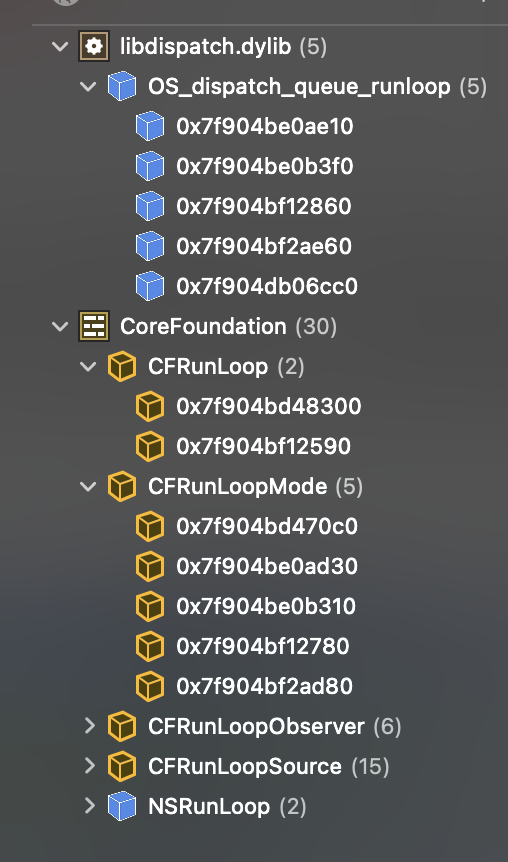 libdispatch.dylib (5)
OS_dispatch_queue_runloop (5)
0x7f904be0ae10
0x7f904be0b3f0
0x7f904bf12860
0x7f904bf2ae60
0x7f904db06cc0
CoreFoundation (30)
CFRunLoop (2)
0x7f904bd48300
0x7f904bf12590
CFRunLoopMode (5)
0x7f904bd470c0
0x7f904be0ad30
0x7f904be0b310
0x7f904bf12780
0x7f904bf2ad80
CFRunLoopObserver (6)
CFRunLoopSource (15)
NSRunLoop (2)